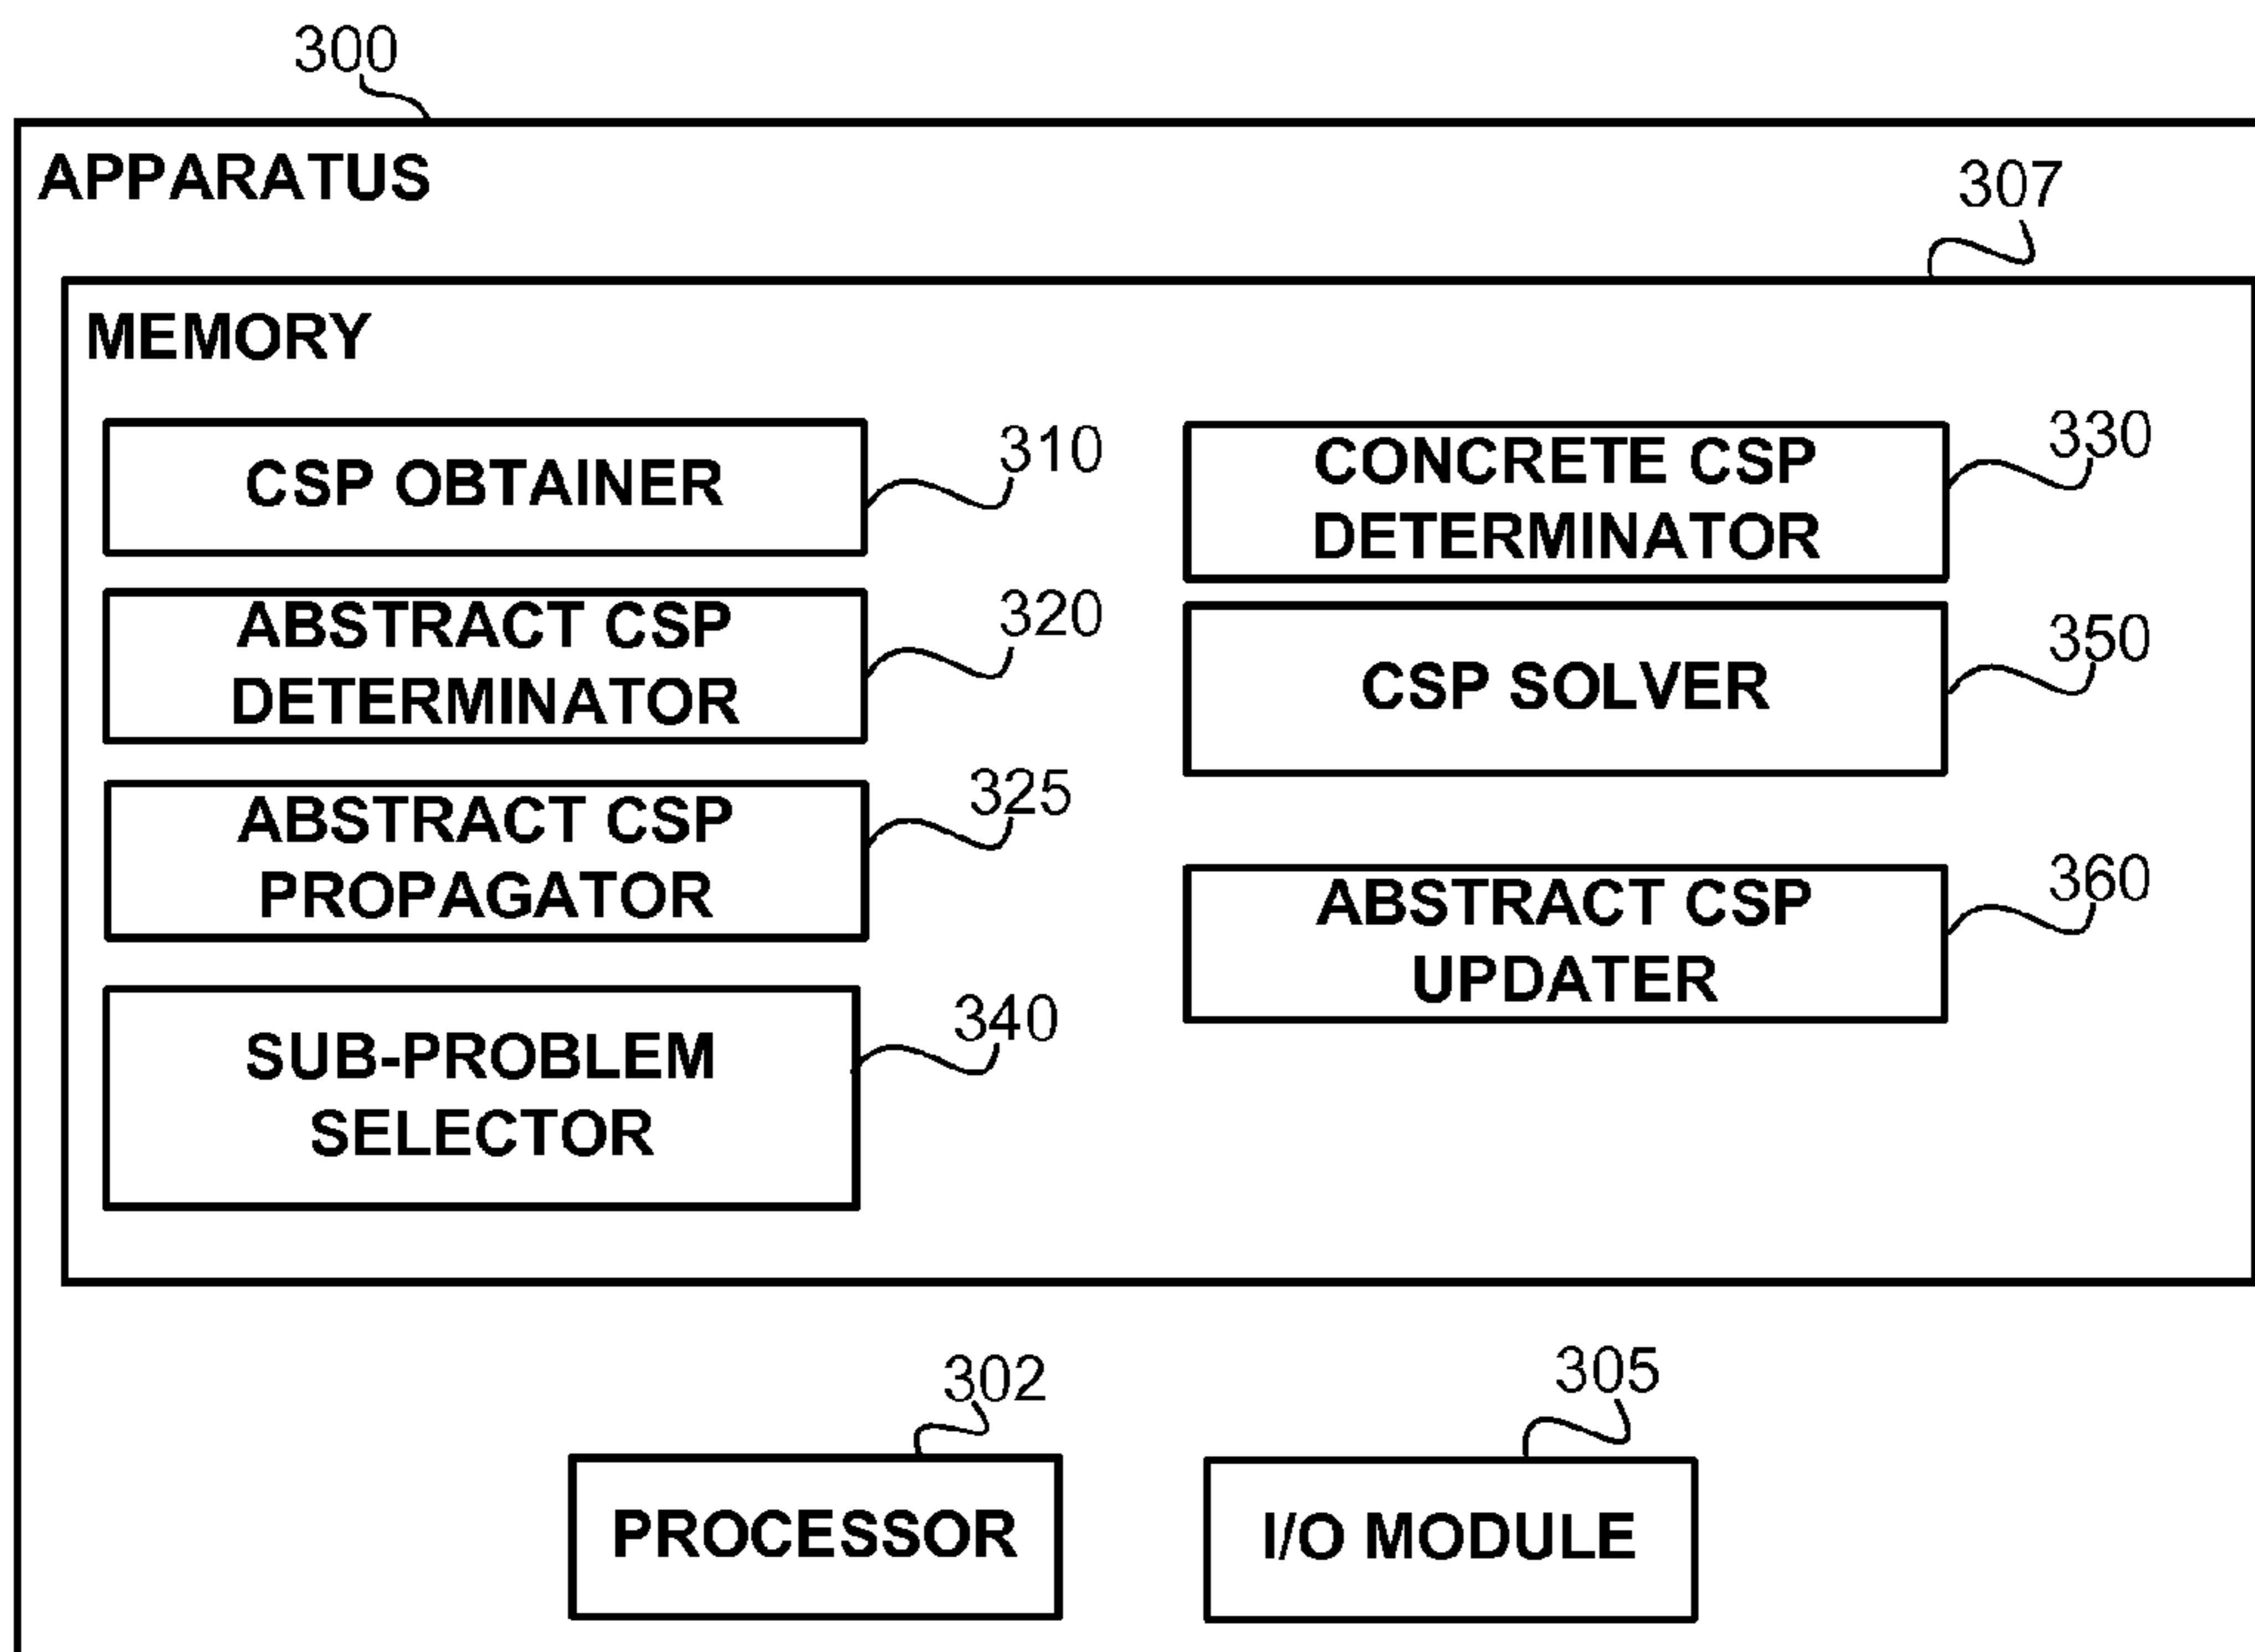 300
APPARATUS
307
MEMORY
CSP OBTAINER
310
ABSTRACT CSP
DETERMINATOR
320
ABSTRACT CSP
PROPAGATOR
325
SUB-PROBLEM
SELECTOR
340
CONCRETE CSP
DETERMINATOR
330
CSP SOLVER
350
ABSTRACT CSP
UPDATER
360
302
PROCESSOR
305
I/O MODULE